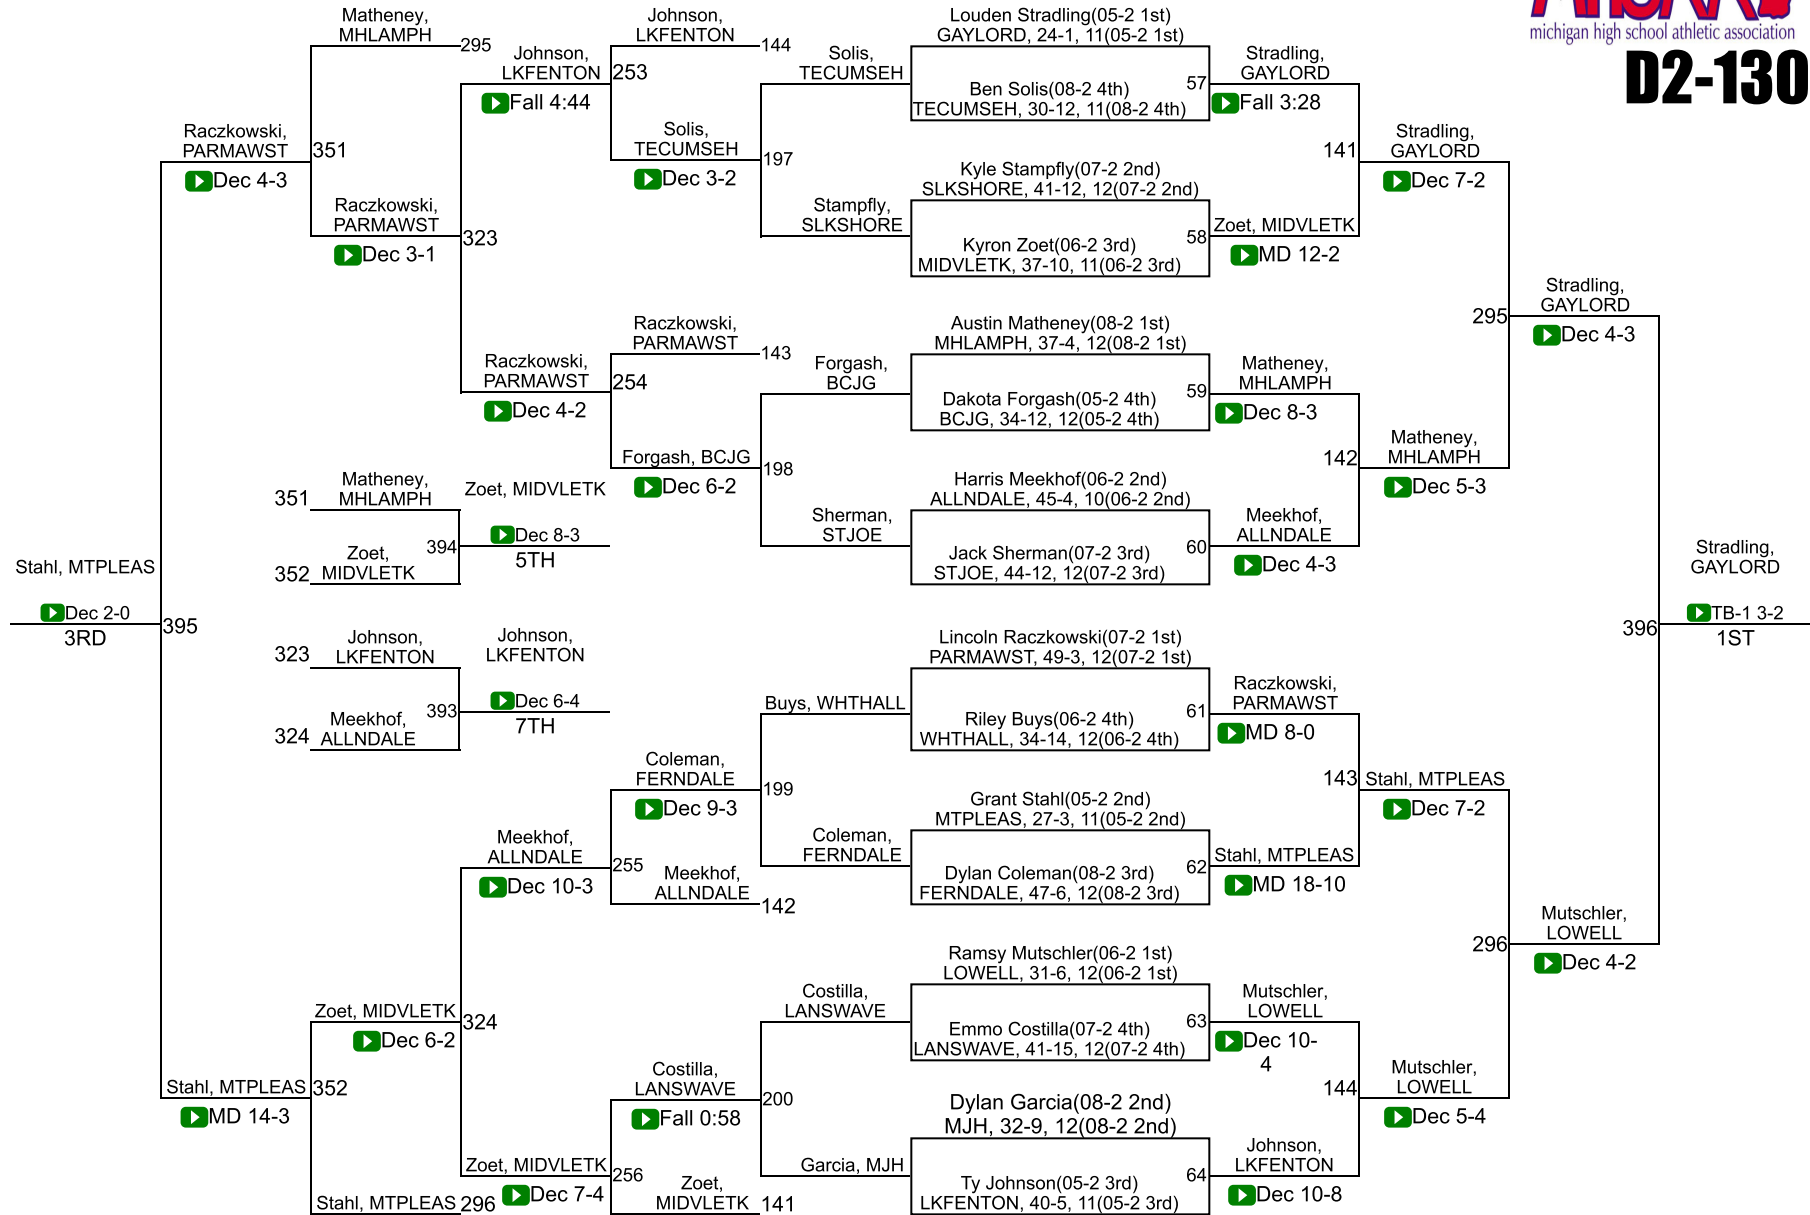 michigan high school athletic association
D2-130
Matheney,
MHLAMPH
295
Johnson,
LKFENTON
Fall 4:44
253
Johnson,
LKFENTON
144
Solis,
TECUMSEH
Dec 3-2
197
Solis,
TECUMSEH
Stampfly,
SLKSHORE
Raczkowski,
PARMAWST
Dec 4-3
351
Raczkowski,
PARMAWST
Dec 3-1
323
Raczkowski,
PARMAWST
Dec 4-2
254
Raczkowski,
PARMAWST
143
Forgash, BCJG
Dec 6-2
198
Forgash,
BCJG
Sherman,
STJOE
351
Matheney,
MHLAMPH
352
Zoet,
MIDVLETK
394
Zoet, MIDVLETK
Dec 8-3
5TH
Stahl, MTPLEAS
Dec 2-0
3RD
395
323
Johnson,
LKFENTON
324
Meekhof,
ALLNDALE
393
Johnson,
LKFENTON
Dec 6-4
7TH
Coleman,
FERNDALE
Dec 9-3
199
Buys, WHTHALL
Coleman,
FERNDALE
Meekhof,
ALLNDALE
Dec 10-3
255
Meekhof,
ALLNDALE
142
Zoet, MIDVLETK
Dec 6-2
324
Stahl, MTPLEAS
MD 14-3
352
Costilla,
LANSWAVE
Fall 0:58
200
Costilla,
LANSWAVE
Garcia, MJH
Zoet, MIDVLETK
Dec 7-4
256
Zoet,
MIDVLETK
141
Stahl, MTPLEAS
296
Louden Stradling(05-2 1st)
GAYLORD, 24-1, 11(05-2 1st)
Ben Solis(08-2 4th)
TECUMSEH, 30-12, 11(08-2 4th)
57
Stradling,
GAYLORD
Fall 3:28
Kyle Stampfly(07-2 2nd)
SLKSHORE, 41-12, 12(07-2 2nd)
Kyron Zoet(06-2 3rd)
MIDVLETK, 37-10, 11(06-2 3rd)
58
Zoet, MIDVLETK
MD 12-2
141
Stradling,
GAYLORD
Dec 7-2
Austin Matheney(08-2 1st)
MHLAMPH, 37-4, 12(08-2 1st)
Dakota Forgash(05-2 4th)
BCJG, 34-12, 12(05-2 4th)
59
Matheney,
MHLAMPH
Dec 8-3
Harris Meekhof(06-2 2nd)
ALLNDALE, 45-4, 10(06-2 2nd)
Jack Sherman(07-2 3rd)
STJOE, 44-12, 12(07-2 3rd)
60
Meekhof,
ALLNDALE
Dec 4-3
142
Matheney,
MHLAMPH
Dec 5-3
295
Stradling,
GAYLORD
Dec 4-3
Lincoln Raczkowski(07-2 1st)
PARMAWST, 49-3, 12(07-2 1st)
Riley Buys(06-2 4th)
WHTHALL, 34-14, 12(06-2 4th)
61
Raczkowski,
PARMAWST
MD 8-0
Grant Stahl(05-2 2nd)
MTPLEAS, 27-3, 11(05-2 2nd)
Dylan Coleman(08-2 3rd)
FERNDALE, 47-6, 12(08-2 3rd)
62
Stahl, MTPLEAS
MD 18-10
143
Stahl, MTPLEAS
Dec 7-2
Ramsy Mutschler(06-2 1st)
LOWELL, 31-6, 12(06-2 1st)
Emmo Costilla(07-2 4th)
LANSWAVE, 41-15, 12(07-2 4th)
63
Mutschler,
LOWELL
Dec 10-
4
Dylan Garcia(08-2 2nd)
MJH, 32-9, 12(08-2 2nd)
Ty Johnson(05-2 3rd)
LKFENTON, 40-5, 11(05-2 3rd)
64
Johnson,
LKFENTON
Dec 10-8
144
Mutschler,
LOWELL
Dec 5-4
296
Mutschler,
LOWELL
Dec 4-2
396
Stradling,
GAYLORD
TB-1 3-2
1ST